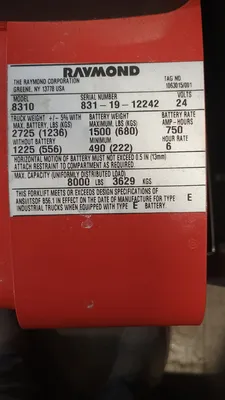 RAYMOND
THE RAYMOND CORPORATION
GREENE, NY 13778 USA
TAG NO
1063015/001
MODEL
8310
SERIAL NUMBER
831-19-12242
VOLTS
24
TRUCK WEIGHT +/- 5% WITH
MAX. BATTERY, LBS (KGS)
2725 (1236)
BATTERY WEIGHT
MAXIMUM, LBS (KGS)
1500 (680)
BATTERY RATE
AMP-HOURS
750
WITHOUT BATTERY
1225 (556)
MINIMUM
490 (222)
HOUR RATE
6
HORIZONTAL MOTION OF BATTERY MUST NOT EXCEED 0.5 IN (13mm)
ATTACH RESTRAINT TO COMPARTMENT AS REQUIRED.
MAX. CAPACITY (UNIFORMLY DISTRIBUTED LOAD)
8000 LBS 3629 KGS
THIS FORKLIFT MEETS OR EXCEEDS DESIGN SPECIFICATIONS OF
ANSI/ITSDF B56.1 IN EFFECT ON THE DATE OF MANUFACTURE FOR TYPE E
INDUSTRIAL TRUCKS WHEN EQUIPPED WITH TYPE E BATTERY.